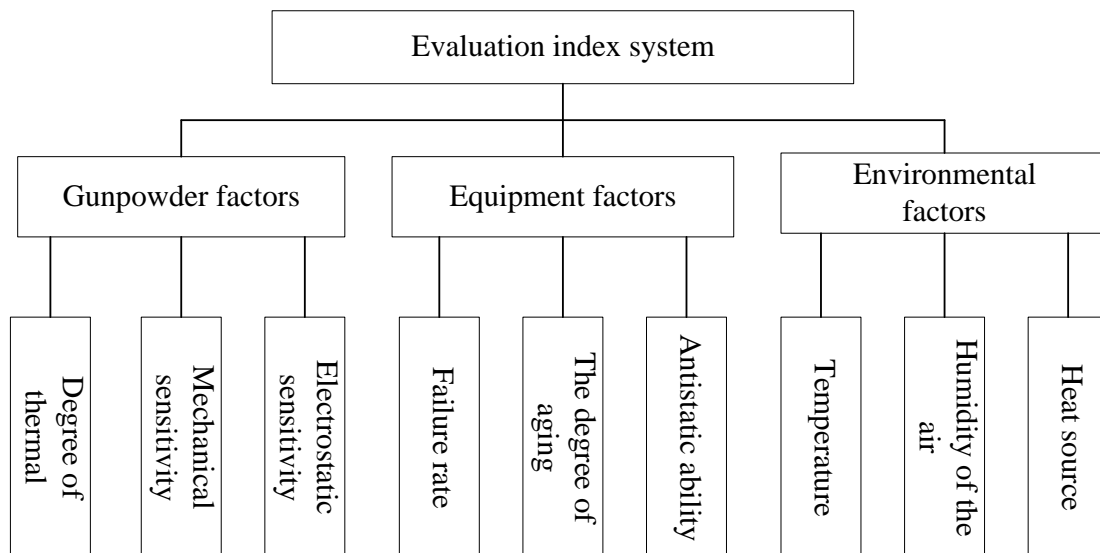 Evaluation index system
Gunpowder factors
Equipment factors
Environmental
factors
Degree of
thermal
Mechanical
sensitivity
Electrostatic
sensitivity
Failure rate
The degree of
aging
Antistatic ability
Temperature
Humidity of the
air
Heat source